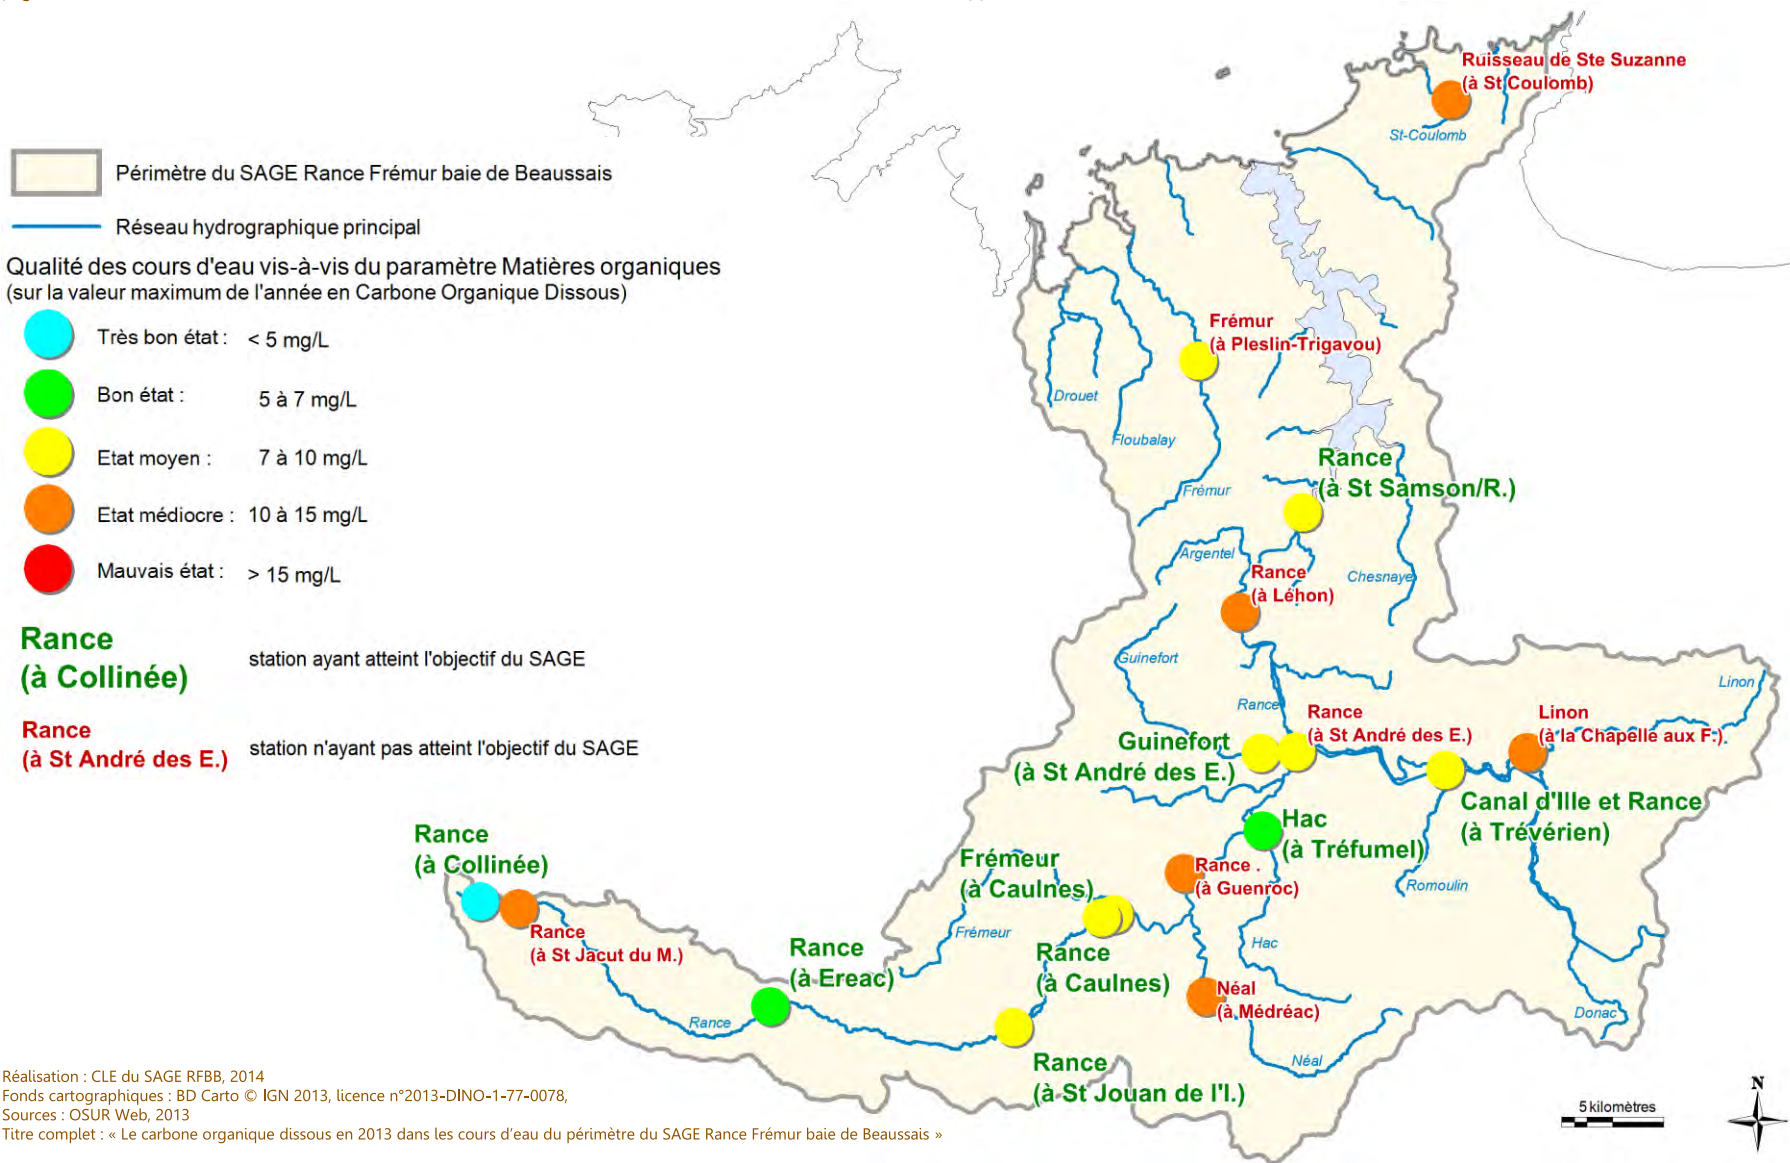 Périmètre du SAGE Rance Frémur baie de Beaussais
Réseau hydrographique principal
Qualité des cours d'eau vis-à-vis du paramètre Matières organiques
(sur la valeur maximum de l'année en Carbone Organique Dissous)
Très bon état : < 5 mg/L
Bon état : 5 à 7 mg/L
Etat moyen : 7 à 10 mg/L
Etat médiocre : 10 à 15 mg/L
Mauvais état : > 15 mg/L
Rance
(à Collinée)
station ayant atteint l'objectif du SAGE
Rance
(à St André des E.)
station n'ayant pas atteint l'objectif du SAGE
Ruisseau de Ste Suzanne
(à St Coulomb)
St-Coulomb
Frémur
(à Pleslin-Trigavou)
Drouet
Floubalay
Frémur
Rance
(à St Samson/R.)
Argentel
Chesnaye
Rance
(à Léhon)
Guinefort
Rance
Linon
Rance
(à St André des E.)
Linon
(à la Chapelle aux F.)
Guinefort
(à St André des E.)
Canal d'Ille et Rance
(à Trévérien)
Hac
(à Tréfumel)
Rance .
(à Guenroc)
Romoulin
Rance
(à Collinée)
Frémeur
(à Caulnes)
Rance
(à St Jacut du M.)
Frémeur
Rance
(à Ereac)
Rance
(à Caulnes)
Hac
Néal
(à Médréac)
Rance
Donac
Néal
Rance
(à St Jouan de l'I.)
N
5 kilomètres
Réalisation : CLE du SAGE RFBB, 2014
Fonds cartographiques : BD Carto © IGN 2013, licence n°2013-DINO-1-77-0078,
Sources : OSUR Web, 2013
Titre complet : « Le carbone organique dissous en 2013 dans les cours d'eau du périmètre du SAGE Rance Frémur baie de Beaussais »